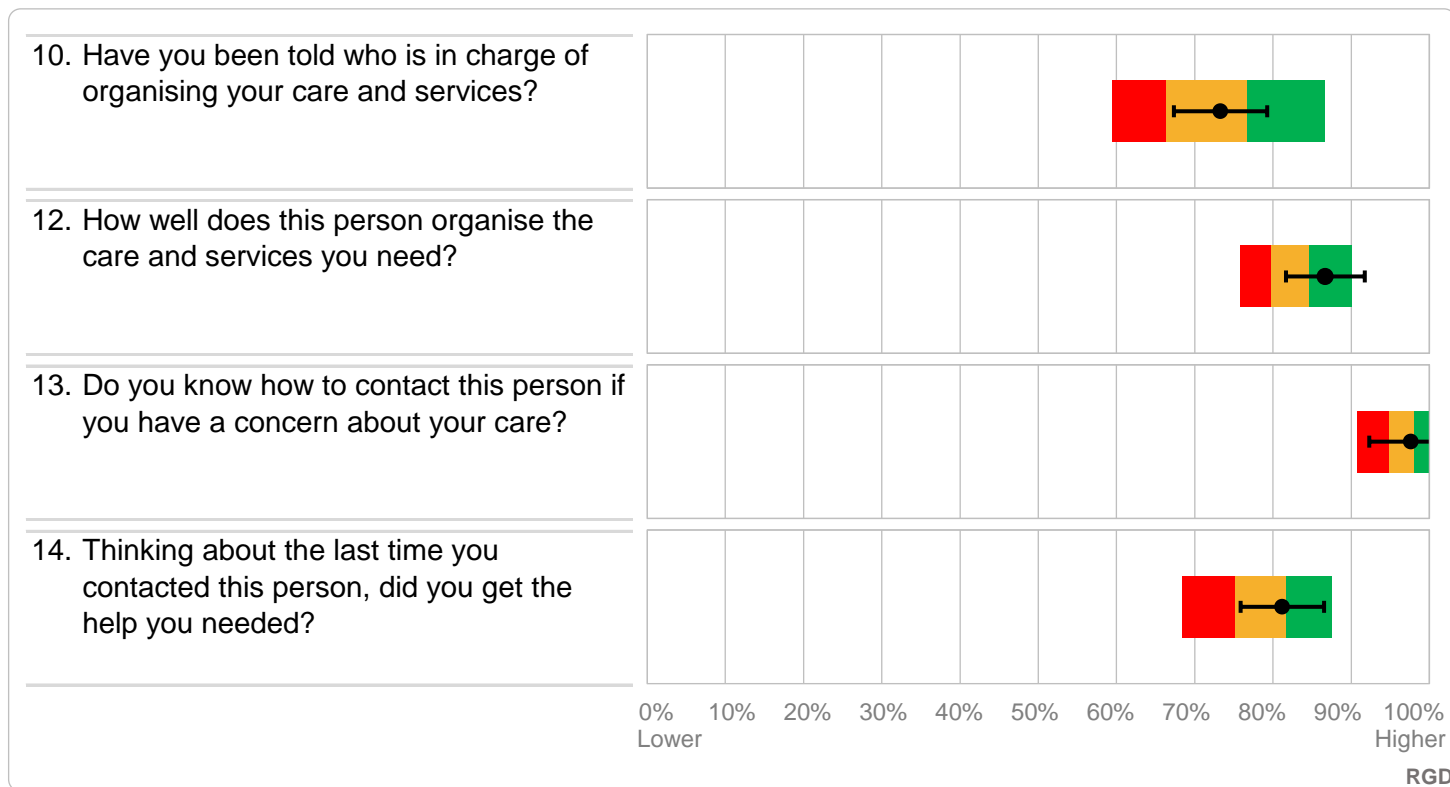 10. Have you been told who is in charge of
organising your care and services?
12. How well does this person organise the
care and services you need?
13. Do you know how to contact this person if
you have a concern about your care?
14. Thinking about the last time you
contacted this person, did you get the
help you needed?
0% 10% 20% 30% 40% 50% 60% 70% 80% 90% 100%
Lower Higher
RGD